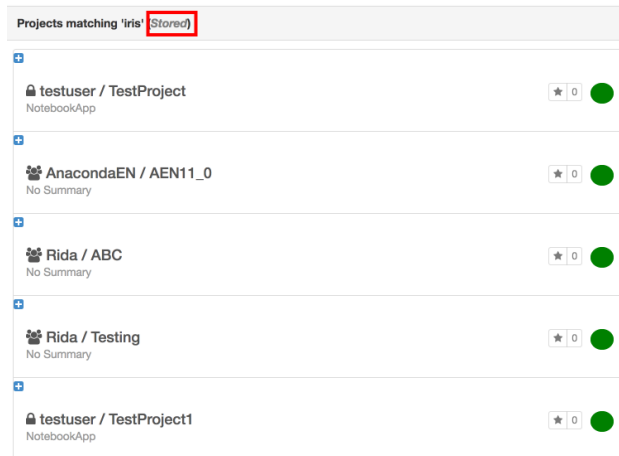 Projects matching 'iris' (Stored)
testuser / TestProject
0
NotebookApp
AnacondaEN / AEN11_0
0
No Summary
Rida / ABC
0
No Summary
Rida / Testing
0
No Summary
testuser / TestProject1
0
NotebookApp